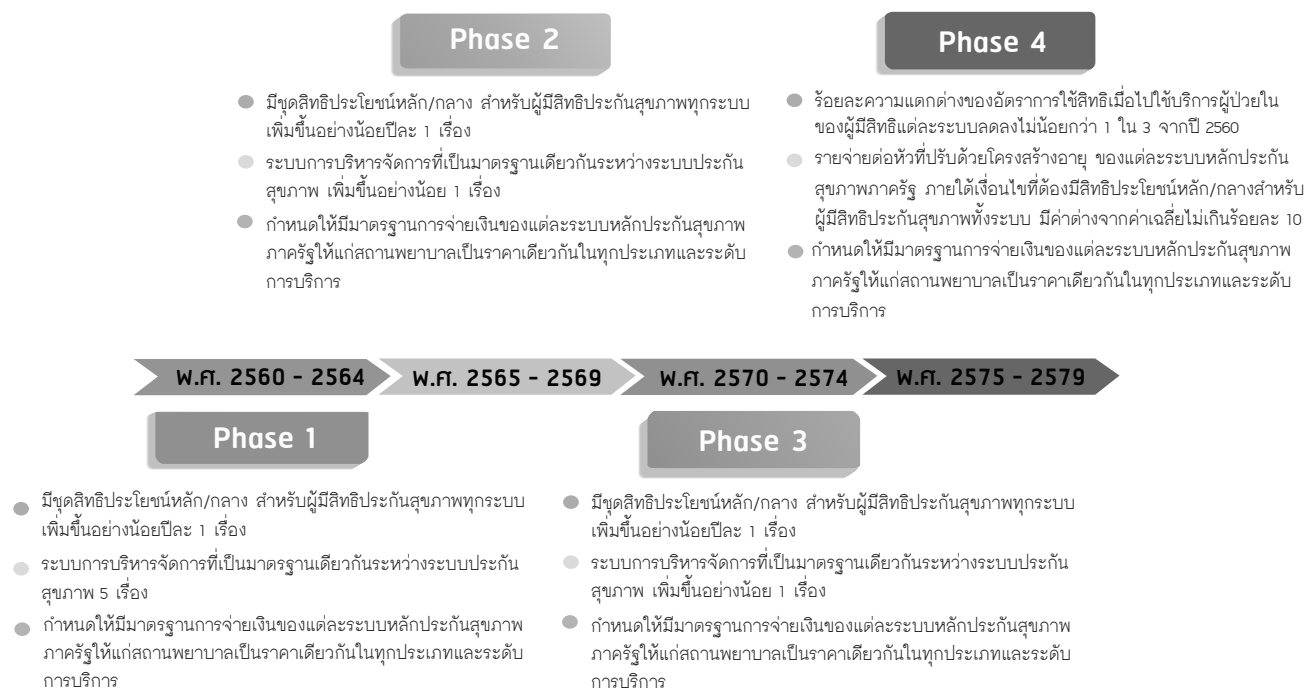 Phase 2
มีชุดสิทธิประโยชน์หลัก/กลาง สำหรับผู้มีสิทธิประกันสุขภาพทุกระบบ
เพิ่มขึ้นอย่างน้อยปีละ 1 เรื่อง
ระบบการบริหารจัดการที่เป็นมาตรฐานเดียวกันระหว่างระบบประกัน
สุขภาพ เพิ่มขึ้นอย่างน้อย 1 เรื่อง
กำหนดให้มีมาตรฐานการจ่ายเงินของแต่ละระบบหลักประกันสุขภาพ
ภาครัฐให้แก่สถานพยาบาลเป็นราคาเดียวกันในทุกประเภทและระดับ
การบริการ
Phase 4
ร้อยละความแตกต่างของอัตราการใช้สิทธิเมื่อไปใช้บริการผู้ป่วยใน
ของผู้มีสิทธิแต่ละระบบลดลงไม่น้อยกว่า 1 ใน 3 จากปี 2560
รายจ่ายต่อหัวที่ปรับด้วยโครงสร้างอายุ ของแต่ละระบบหลักประกัน
สุขภาพภาครัฐ ภายใต้เงื่อนไขที่ต้องมีสิทธิประโยชน์หลัก/กลางสำหรับ
ผู้มีสิทธิประกันสุขภาพทั้งระบบ มีค่าต่างจากค่าเฉลี่ยไม่เกินร้อยละ 10
กำหนดให้มีมาตรฐานการจ่ายเงินของแต่ละระบบหลักประกันสุขภาพ
ภาครัฐให้แก่สถานพยาบาลเป็นราคาเดียวกันในทุกประเภทและระดับ
การบริการ
พ.ศ. 2560 - 2564
พ.ศ. 2565 - 2569
พ.ศ. 2570 - 2574
พ.ศ. 2575 - 2579
Phase 1
มีชุดสิทธิประโยชน์หลัก/กลาง สำหรับผู้มีสิทธิประกันสุขภาพทุกระบบ
เพิ่มขึ้นอย่างน้อยปีละ 1 เรื่อง
ระบบการบริหารจัดการที่เป็นมาตรฐานเดียวกันระหว่างระบบประกัน
สุขภาพ 5 เรื่อง
กำหนดให้มีมาตรฐานการจ่ายเงินของแต่ละระบบหลักประกันสุขภาพ
ภาครัฐให้แก่สถานพยาบาลเป็นราคาเดียวกันในทุกประเภทและระดับ
การบริการ
Phase 3
มีชุดสิทธิประโยชน์หลัก/กลาง สำหรับผู้มีสิทธิประกันสุขภาพทุกระบบ
เพิ่มขึ้นอย่างน้อยปีละ 1 เรื่อง
ระบบการบริหารจัดการที่เป็นมาตรฐานเดียวกันระหว่างระบบประกัน
สุขภาพ เพิ่มขึ้นอย่างน้อย 1 เรื่อง
กำหนดให้มีมาตรฐานการจ่ายเงินของแต่ละระบบหลักประกันสุขภาพ
ภาครัฐให้แก่สถานพยาบาลเป็นราคาเดียวกันในทุกประเภทและระดับ
การบริการ